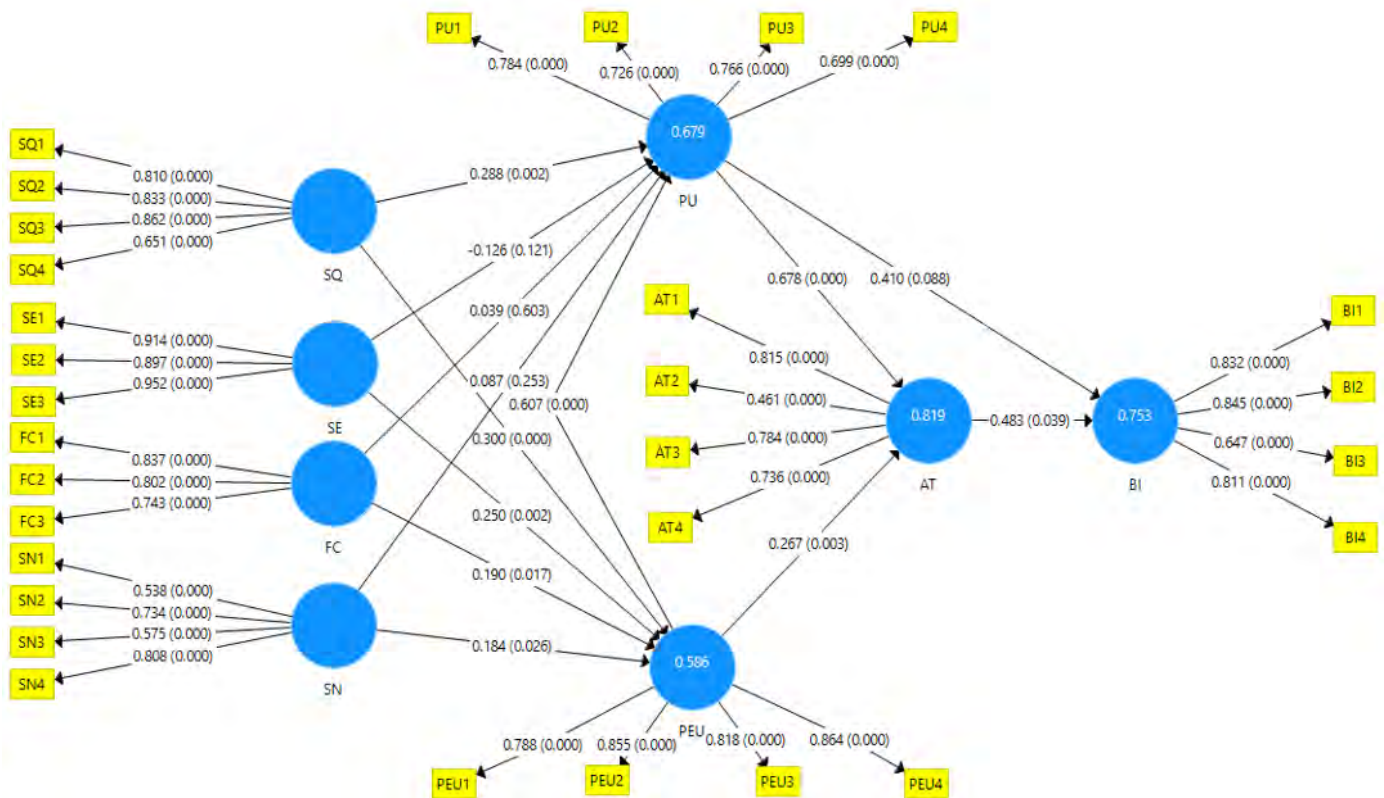 PU1
PU2
PU3
PU4
0.784 (0.000)
0.726 (0.000)
0.766 (0.000)
0.699 (0.000)
0.679
PU
SQ1
SQ2
SQ3
SQ4
0.810 (0.000)
0.833 (0.000)
0.862 (0.000)
0.651 (0.000)
SQ
0.288 (0.002)
-0.126 (0.121)
0.039 (0.603)
0.087 (0.253)
0.607 (0.000)
0.300 (0.000)
0.250 (0.002)
0.190 (0.017)
0.184 (0.026)
SE1
SE2
SE3
0.914 (0.000)
0.897 (0.000)
0.952 (0.000)
SE
FC1
FC2
FC3
0.837 (0.000)
0.802 (0.000)
0.743 (0.000)
FC
SN1
SN2
SN3
SN4
0.538 (0.000)
0.734 (0.000)
0.575 (0.000)
0.808 (0.000)
SN
0.678 (0.000)
0.410 (0.088)
AT1
AT2
AT3
AT4
0.815 (0.000)
0.461 (0.000)
0.784 (0.000)
0.736 (0.000)
0.819
AT
0.483 (0.039)
0.267 (0.003)
0.753
BI
0.832 (0.000)
0.845 (0.000)
0.647 (0.000)
0.811 (0.000)
BI1
BI2
BI3
BI4
0.586
PEU
0.788 (0.000)
0.855 (0.000)
0.818 (0.000)
0.864 (0.000)
PEU1
PEU2
PEU3
PEU4